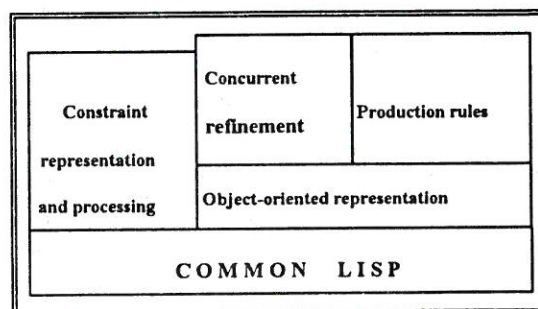 Constraint
representation
and processing
Concurrent
refinement
Production rules
Object-oriented representation
COMMON LISP